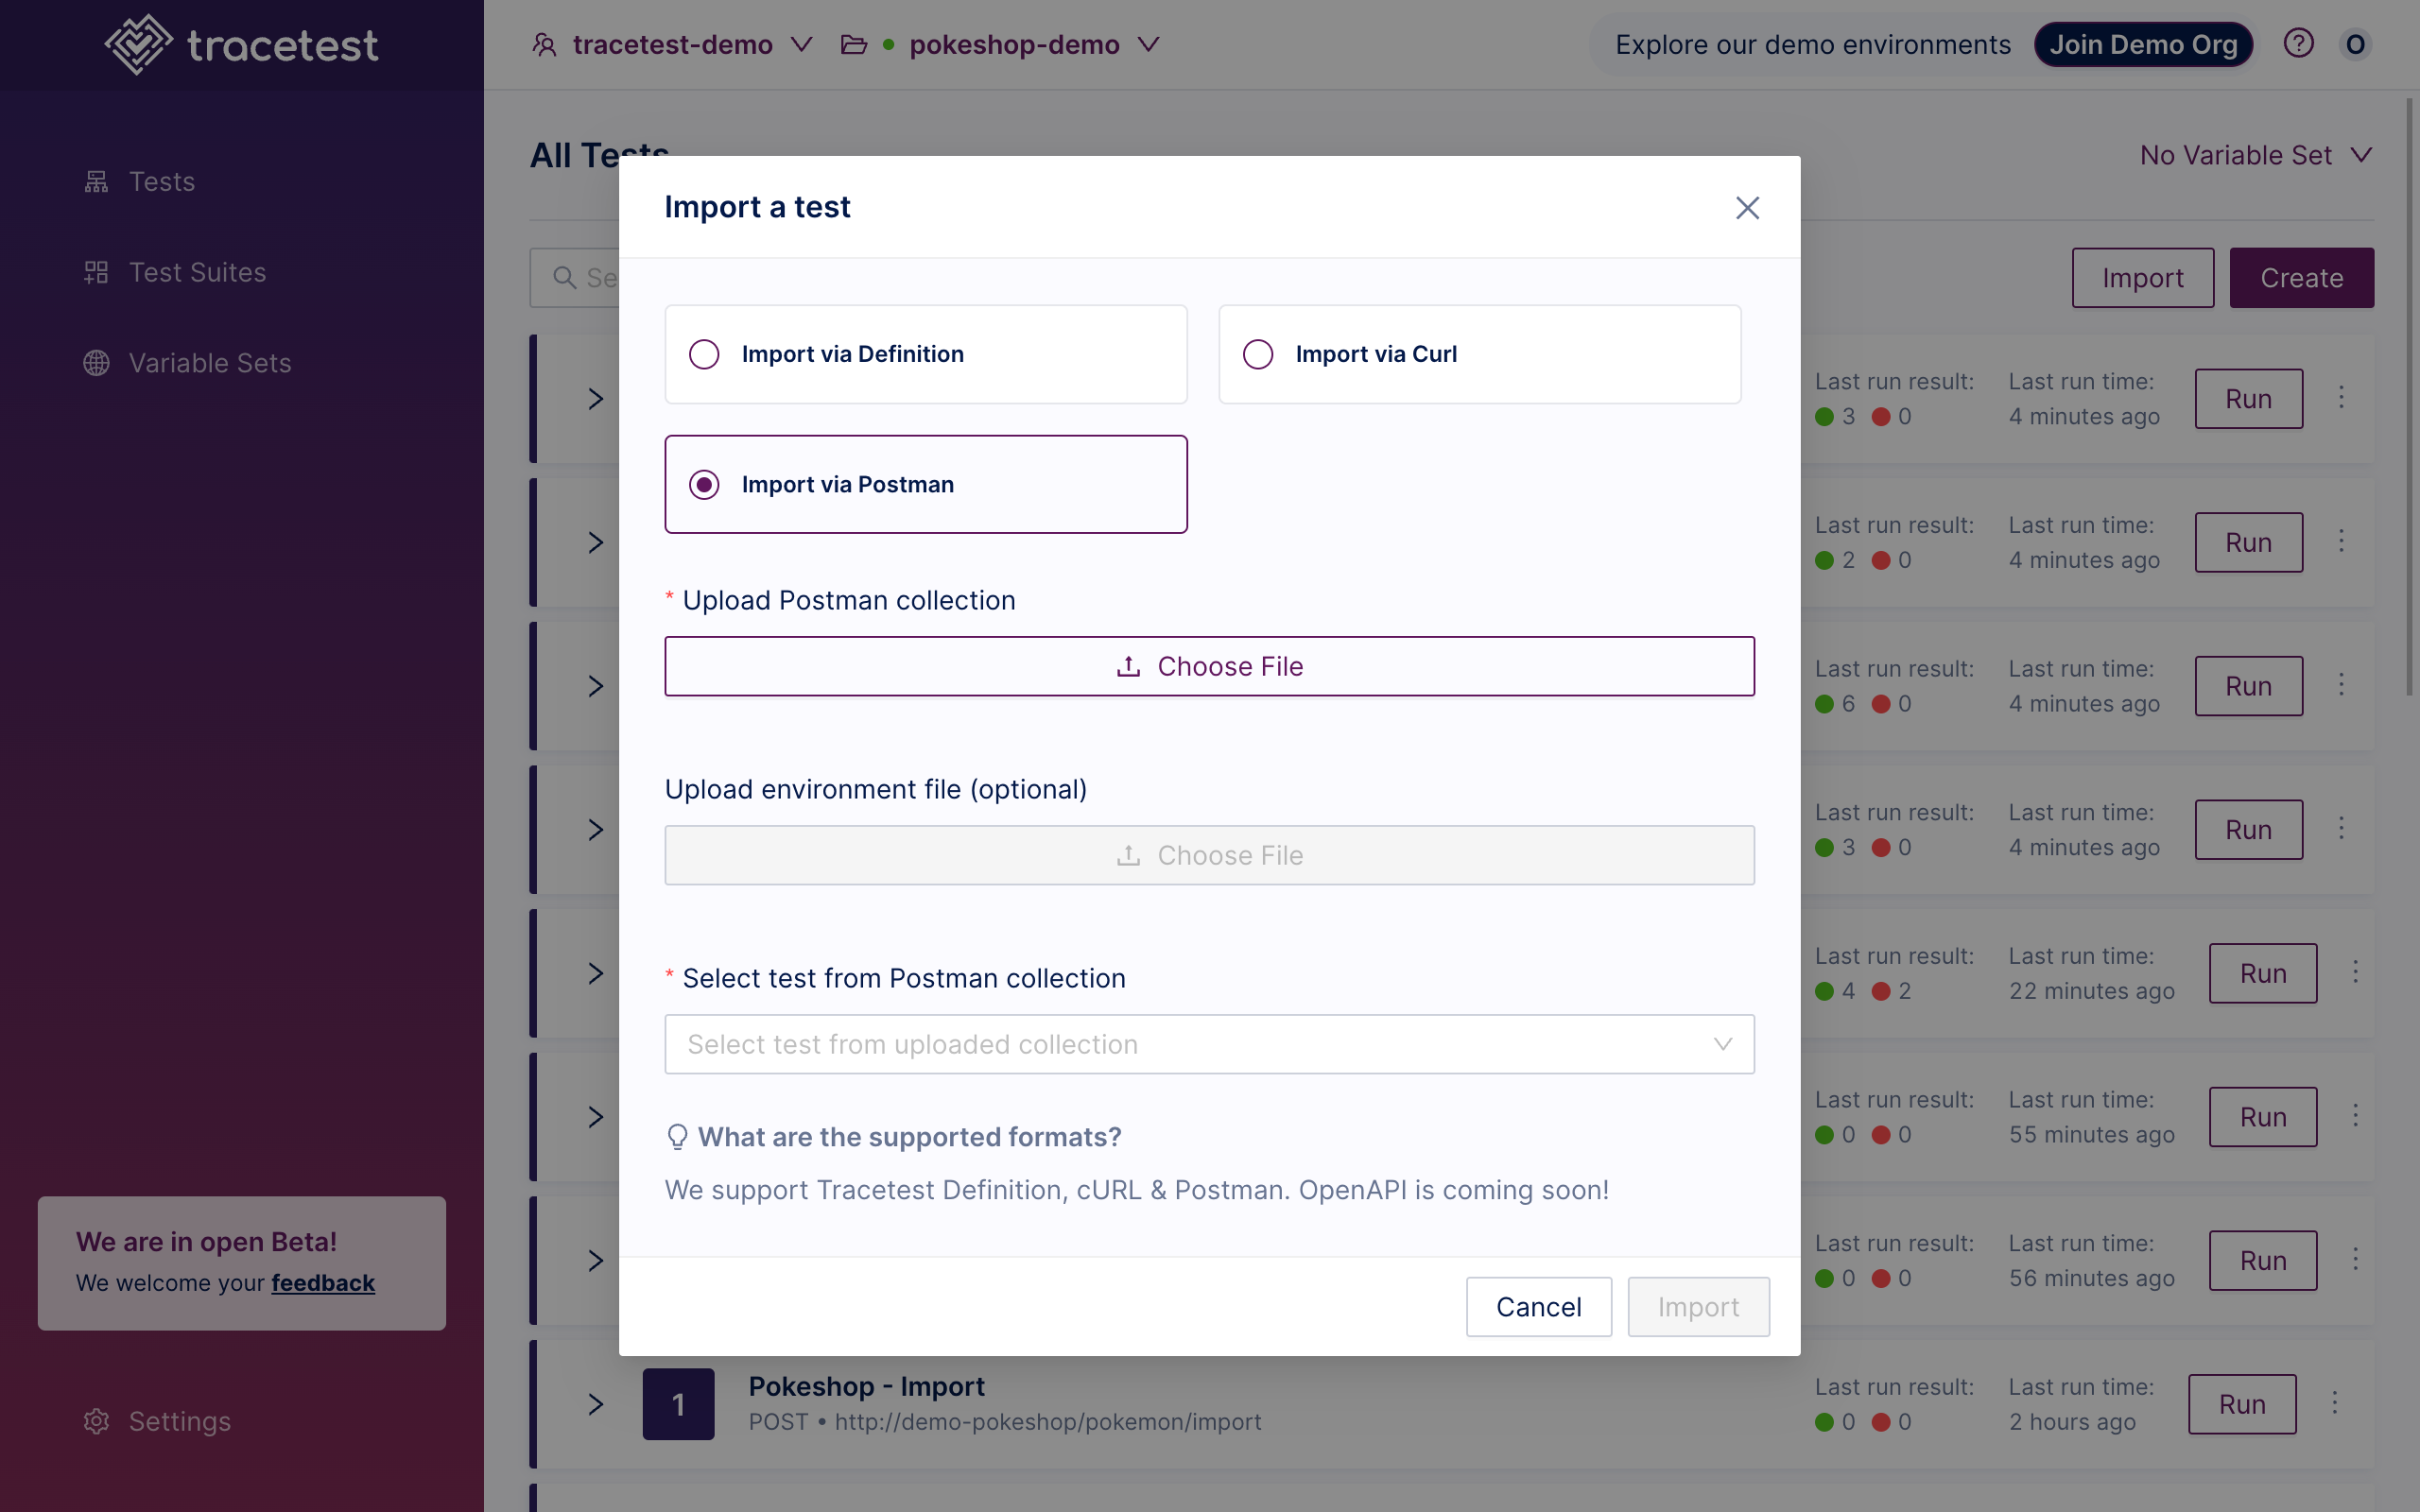 tracetest
tracetest-demo
pokeshop-demo
Explore our demo environments
Join Demo Org
O
Tests
Test Suites
Variable Sets
We are in open Beta!
We welcome your feedback
Settings
All Tests
No Variable Set
Se
Import
Create
Import a test
Import via Definition
Import via Curl
Import via Postman
* Upload Postman collection
Choose File
Upload environment file (optional)
Choose File
* Select test from Postman collection
Select test from uploaded collection
What are the supported formats?
We support Tracetest Definition, cURL & Postman. OpenAPI is coming soon!
Cancel
Import
Last run result: Last run time:
3 0 4 minutes ago
Run
Last run result: Last run time:
2 0 4 minutes ago
Run
Last run result: Last run time:
6 0 4 minutes ago
Run
Last run result: Last run time:
3 0 4 minutes ago
Run
Last run result: Last run time:
4 2 22 minutes ago
Run
Last run result: Last run time:
0 0 55 minutes ago
Run
Last run result: Last run time:
0 0 56 minutes ago
Run
1
Pokeshop - Import
POST • http://demo-pokeshop/pokemon/import
Last run result: Last run time:
0 0 2 hours ago
Run